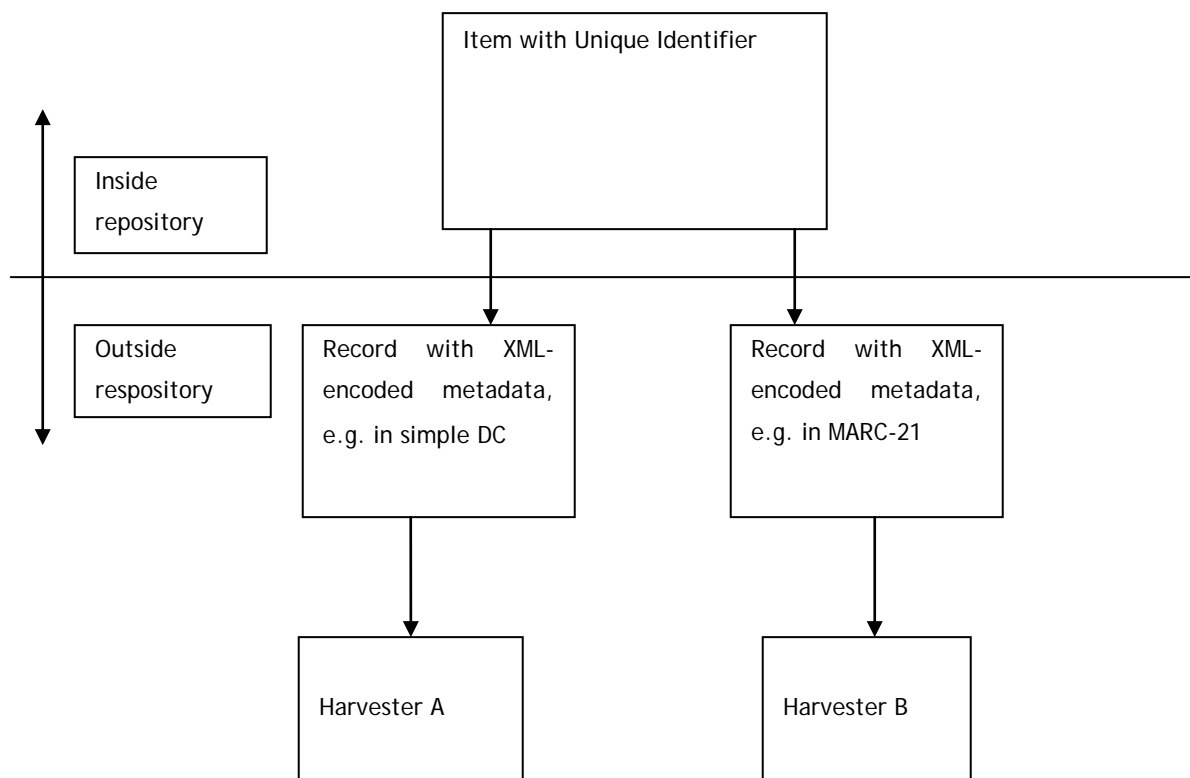 Item with Unique Identifier
Inside
repository
Outside
respository
Record with XML-
encoded metadata,
e.g. in simple DC
Record with XML-
encoded metadata,
e.g. in MARC-21
Harvester A
Harvester B